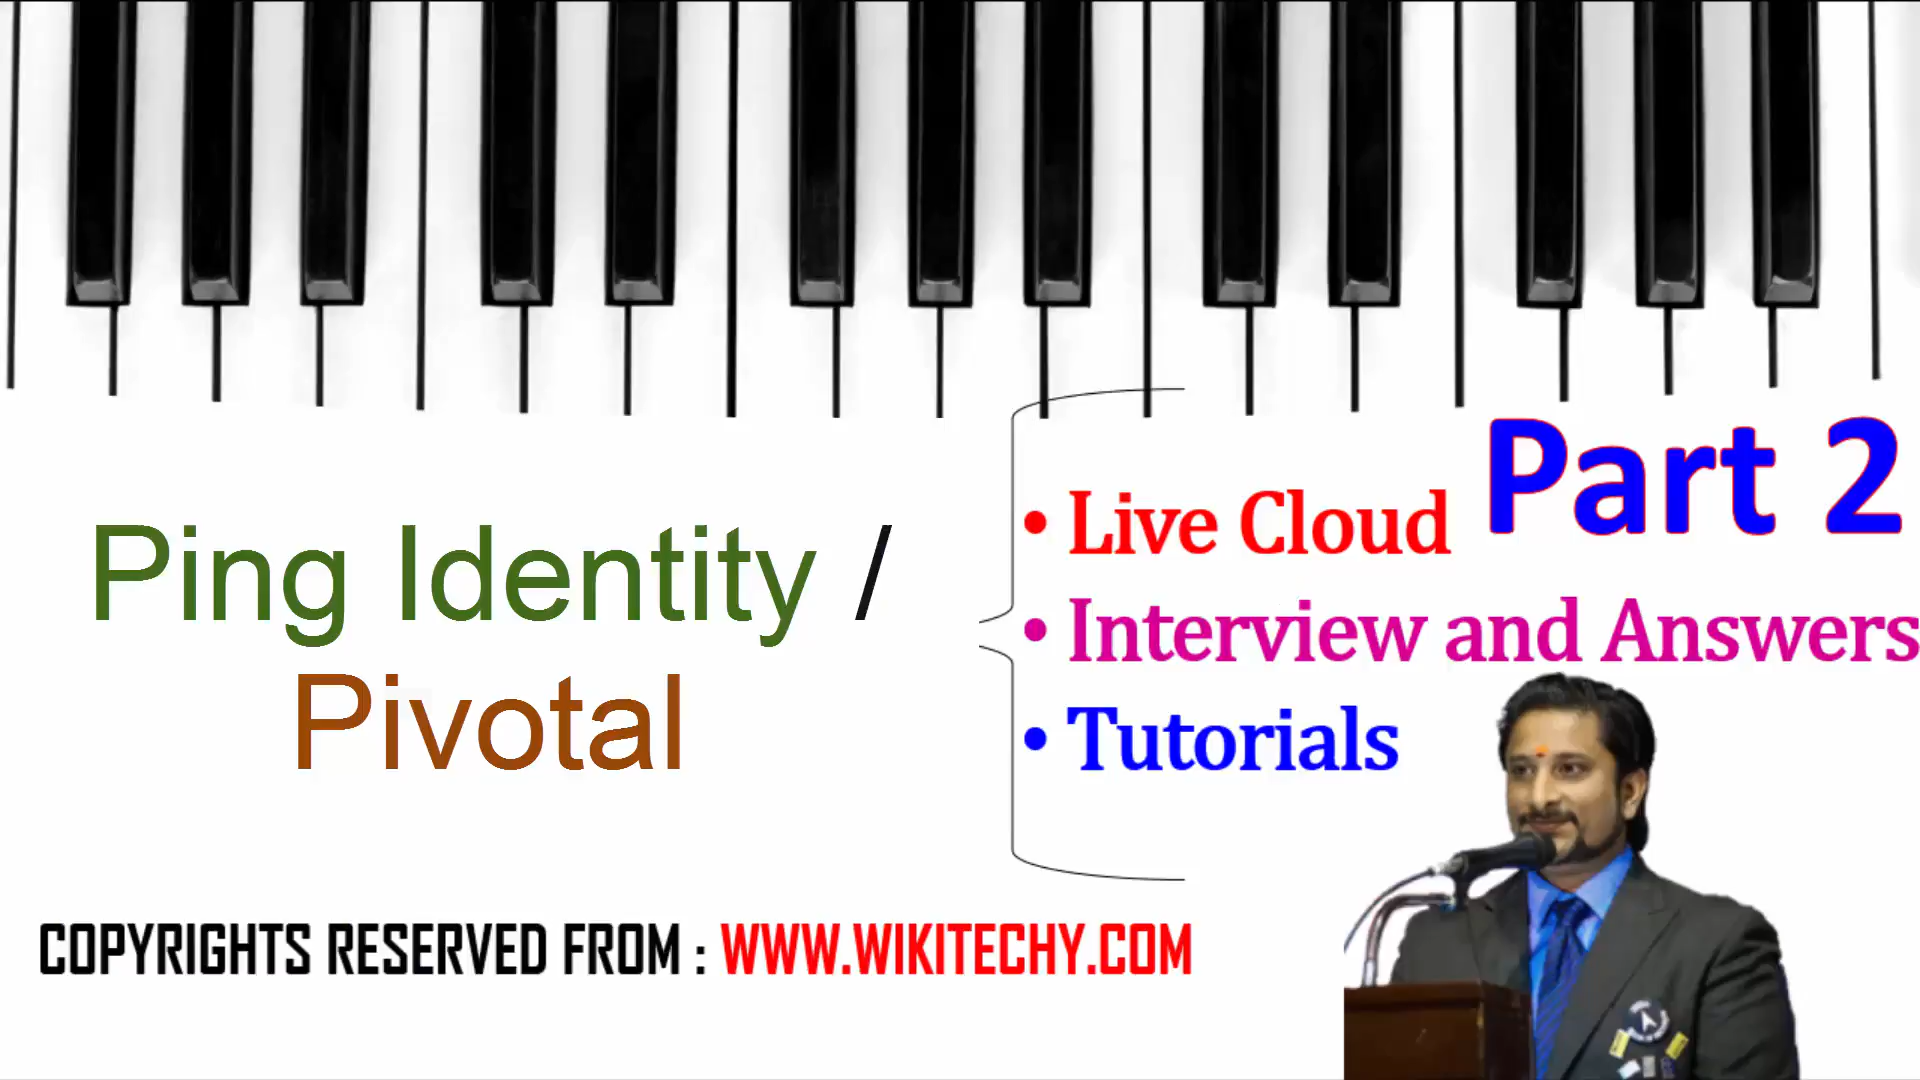 Part 2
Ping Identity /
Pivotal
• Live Cloud
• Interview and Answers
• Tutorials
COPYRIGHTS RESERVED FROM : WWW.WIKITECHY.COM